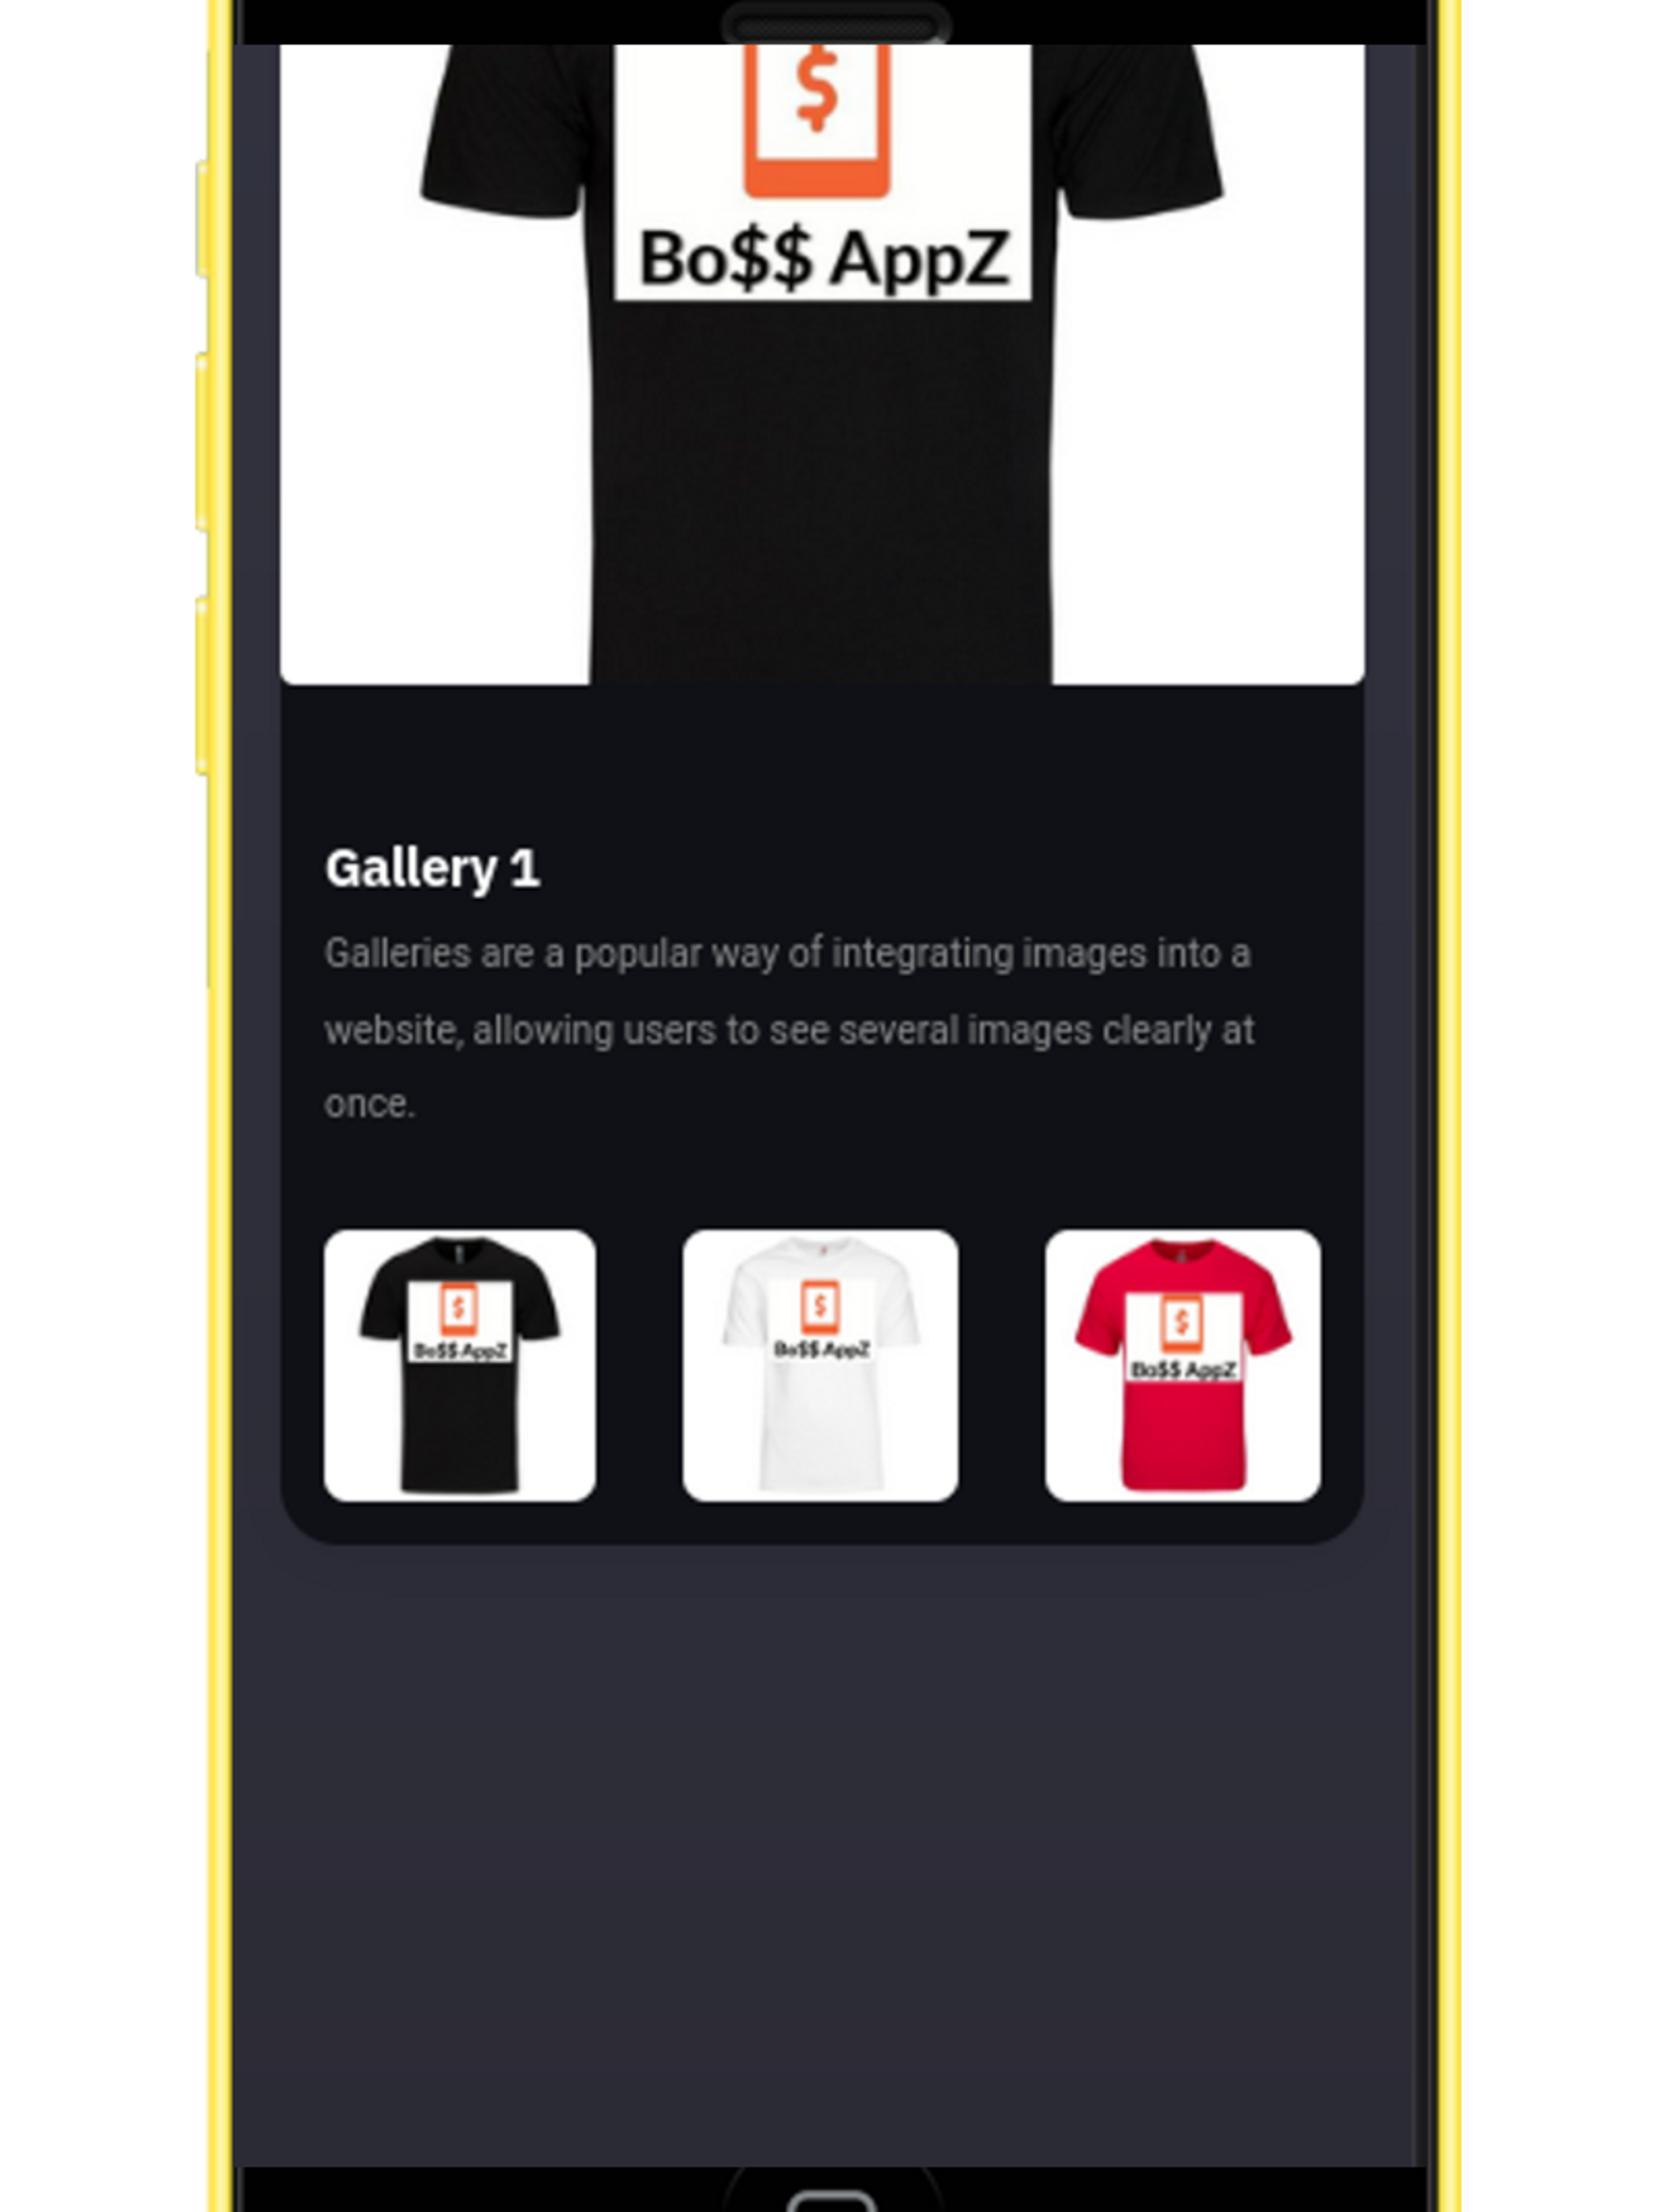 $
Bo$$ AppZ
Gallery 1
Galleries are a popular way of integrating images into a
website, allowing users to see several images clearly at
once.
$
Bo$$ AppZ
$
Bo$$ AppZ
$
Bo$$ AppZ